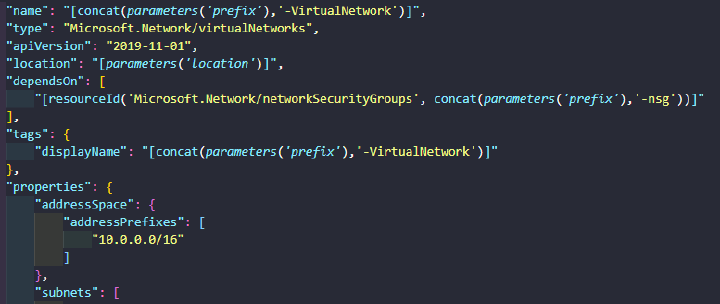 "name": "[concat(parameters('prefix'),'-VirtualNetwork')]",
"type": "Microsoft.Network/virtualNetworks",
"apiVersion": "2019-11-01",
"location": "[parameters('location')]",
"dependsOn": [
"[resourceId('Microsoft.Network/networkSecurityGroups', concat(parameters('prefix'),'-nsg'))]"
],
"tags": {
"displayName": "[concat(parameters('prefix'),'-VirtualNetwork')]"
},
"properties": {
"addressSpace": {
"addressPrefixes": [
"10.0.0.0/16"
]
},
"subnets": [